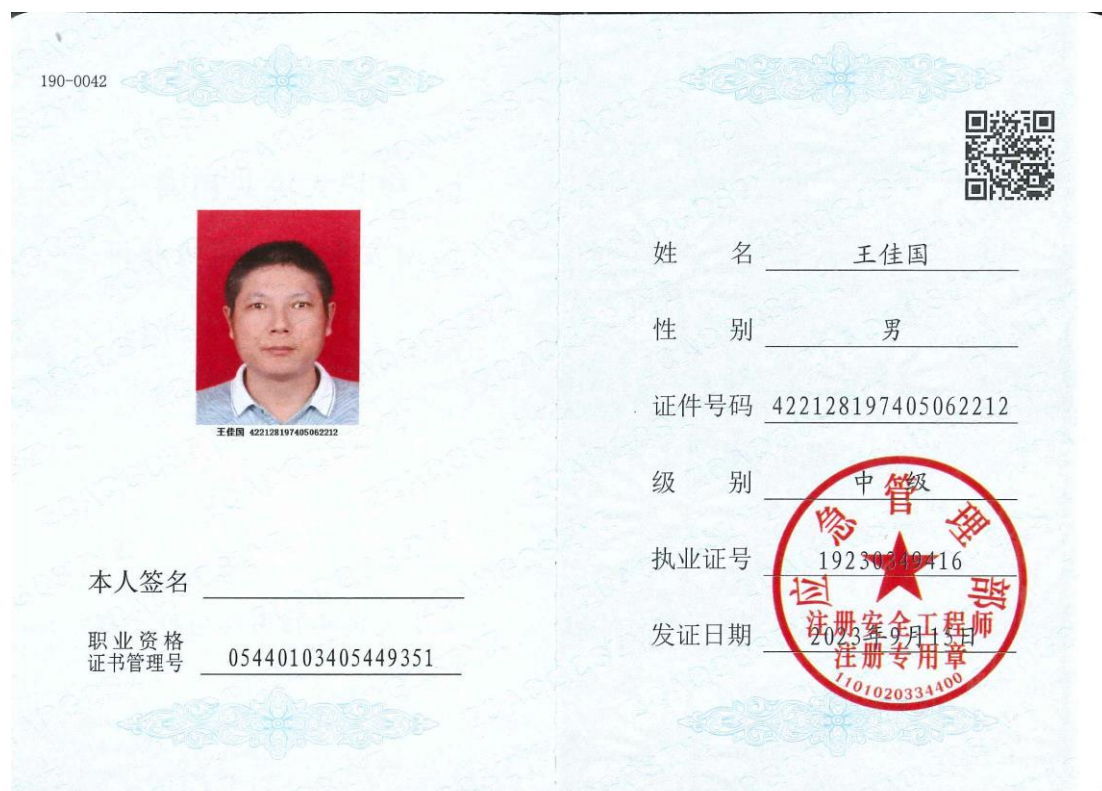 190-0042
王佳国 422128197405062212
本人签名
职业资格
证书管理号 05440103405449351
姓 名 王佳国
性 别 男
证件号码 422128197405062212
级 别 中 级
执业证号 19230349416
发证日期 2023年9月15日
应急管理部
注册安全工程师
注册专用章
1101020334400